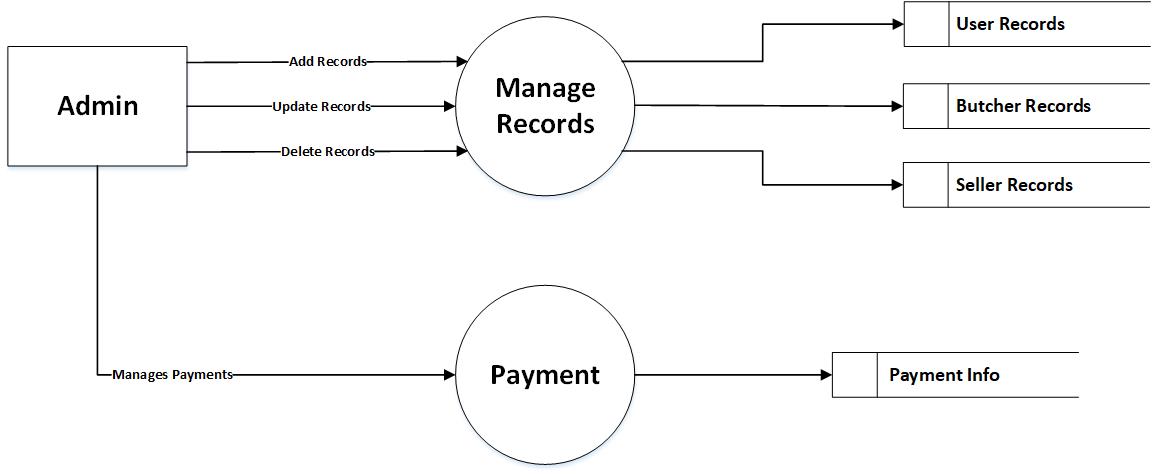 Admin
Add Records
Update Records
Delete Records
Manage
Records
User Records
Butcher Records
Seller Records
Manages Payments
Payment
Payment Info